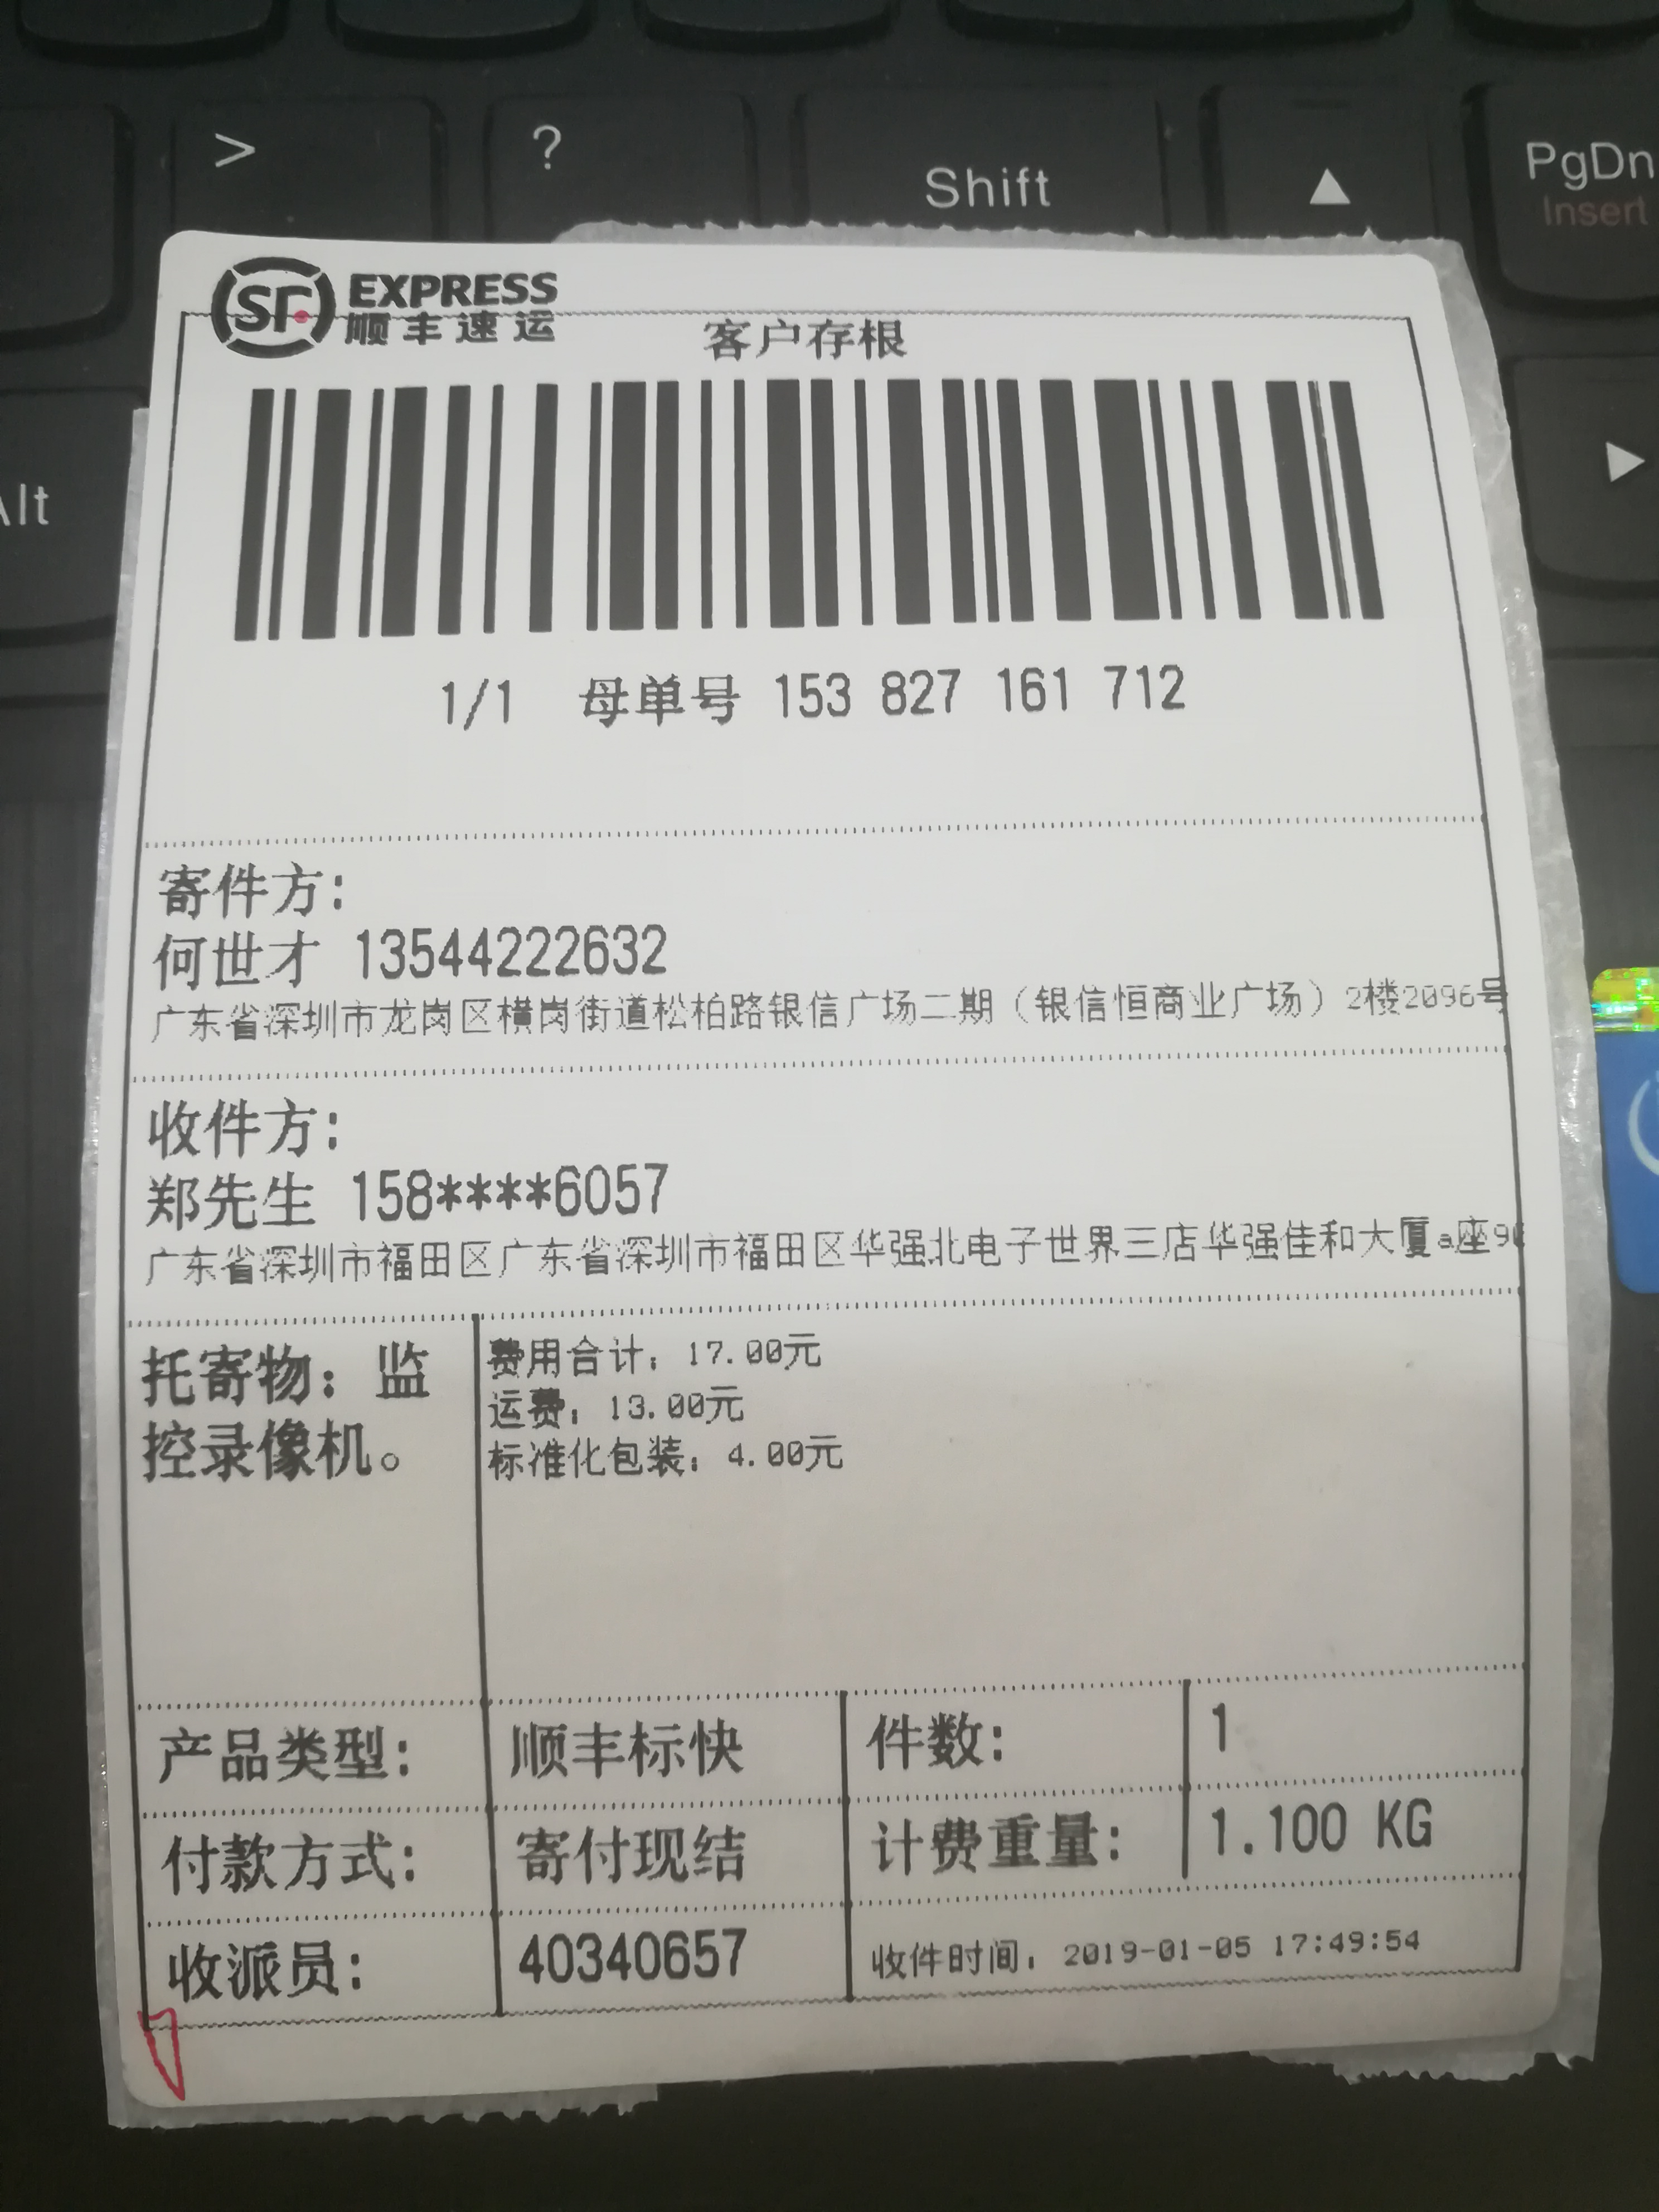 >
?
Shift
▲
PgDn
Insert
SF EXPRESS
顺丰速运
客户存根
Alt
▶
1/1 母单号 153 827 161 712
寄件方:
何世才 13544222632
广东省深圳市龙岗区横岗街道松柏路银信广场二期（银信恒商业广场）2楼2096号
收件方:
郑先生 158****6057
广东省深圳市福田区广东省深圳市福田区华强北电子世界三店华强佳和大厦a座9
托寄物：监
控录像机。
费用合计：17.00元
运费：13.00元
标准化包装：4.00元
产品类型: 顺丰标快 件数: 1
付款方式: 寄付现结 计费重量: 1.100 KG
收派员: 40340657 收件时间：2019-01-05 17:49:54